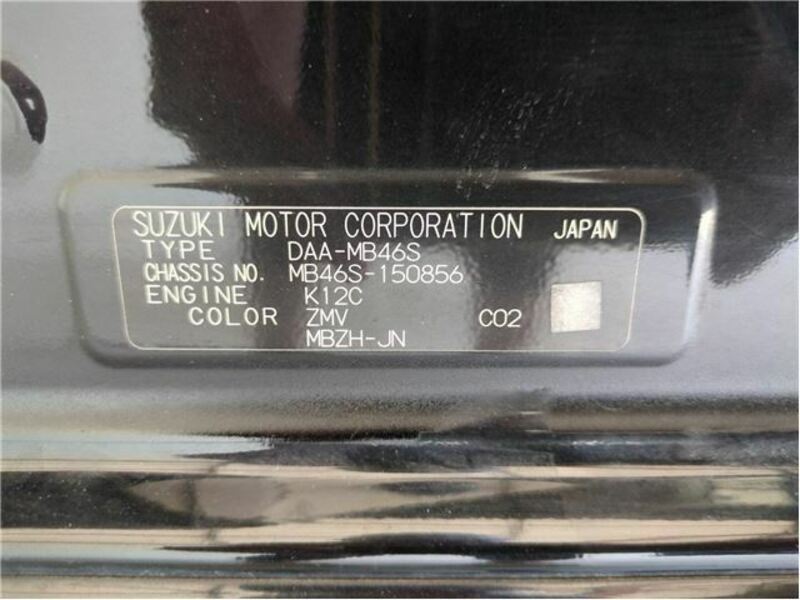 SUZUKI MOTOR CORPORATION JAPAN
TYPE DAA-MB46S
CHASSIS NO. MB46S-150856
ENGINE K12C
COLOR ZMV C02
MBZH-JN